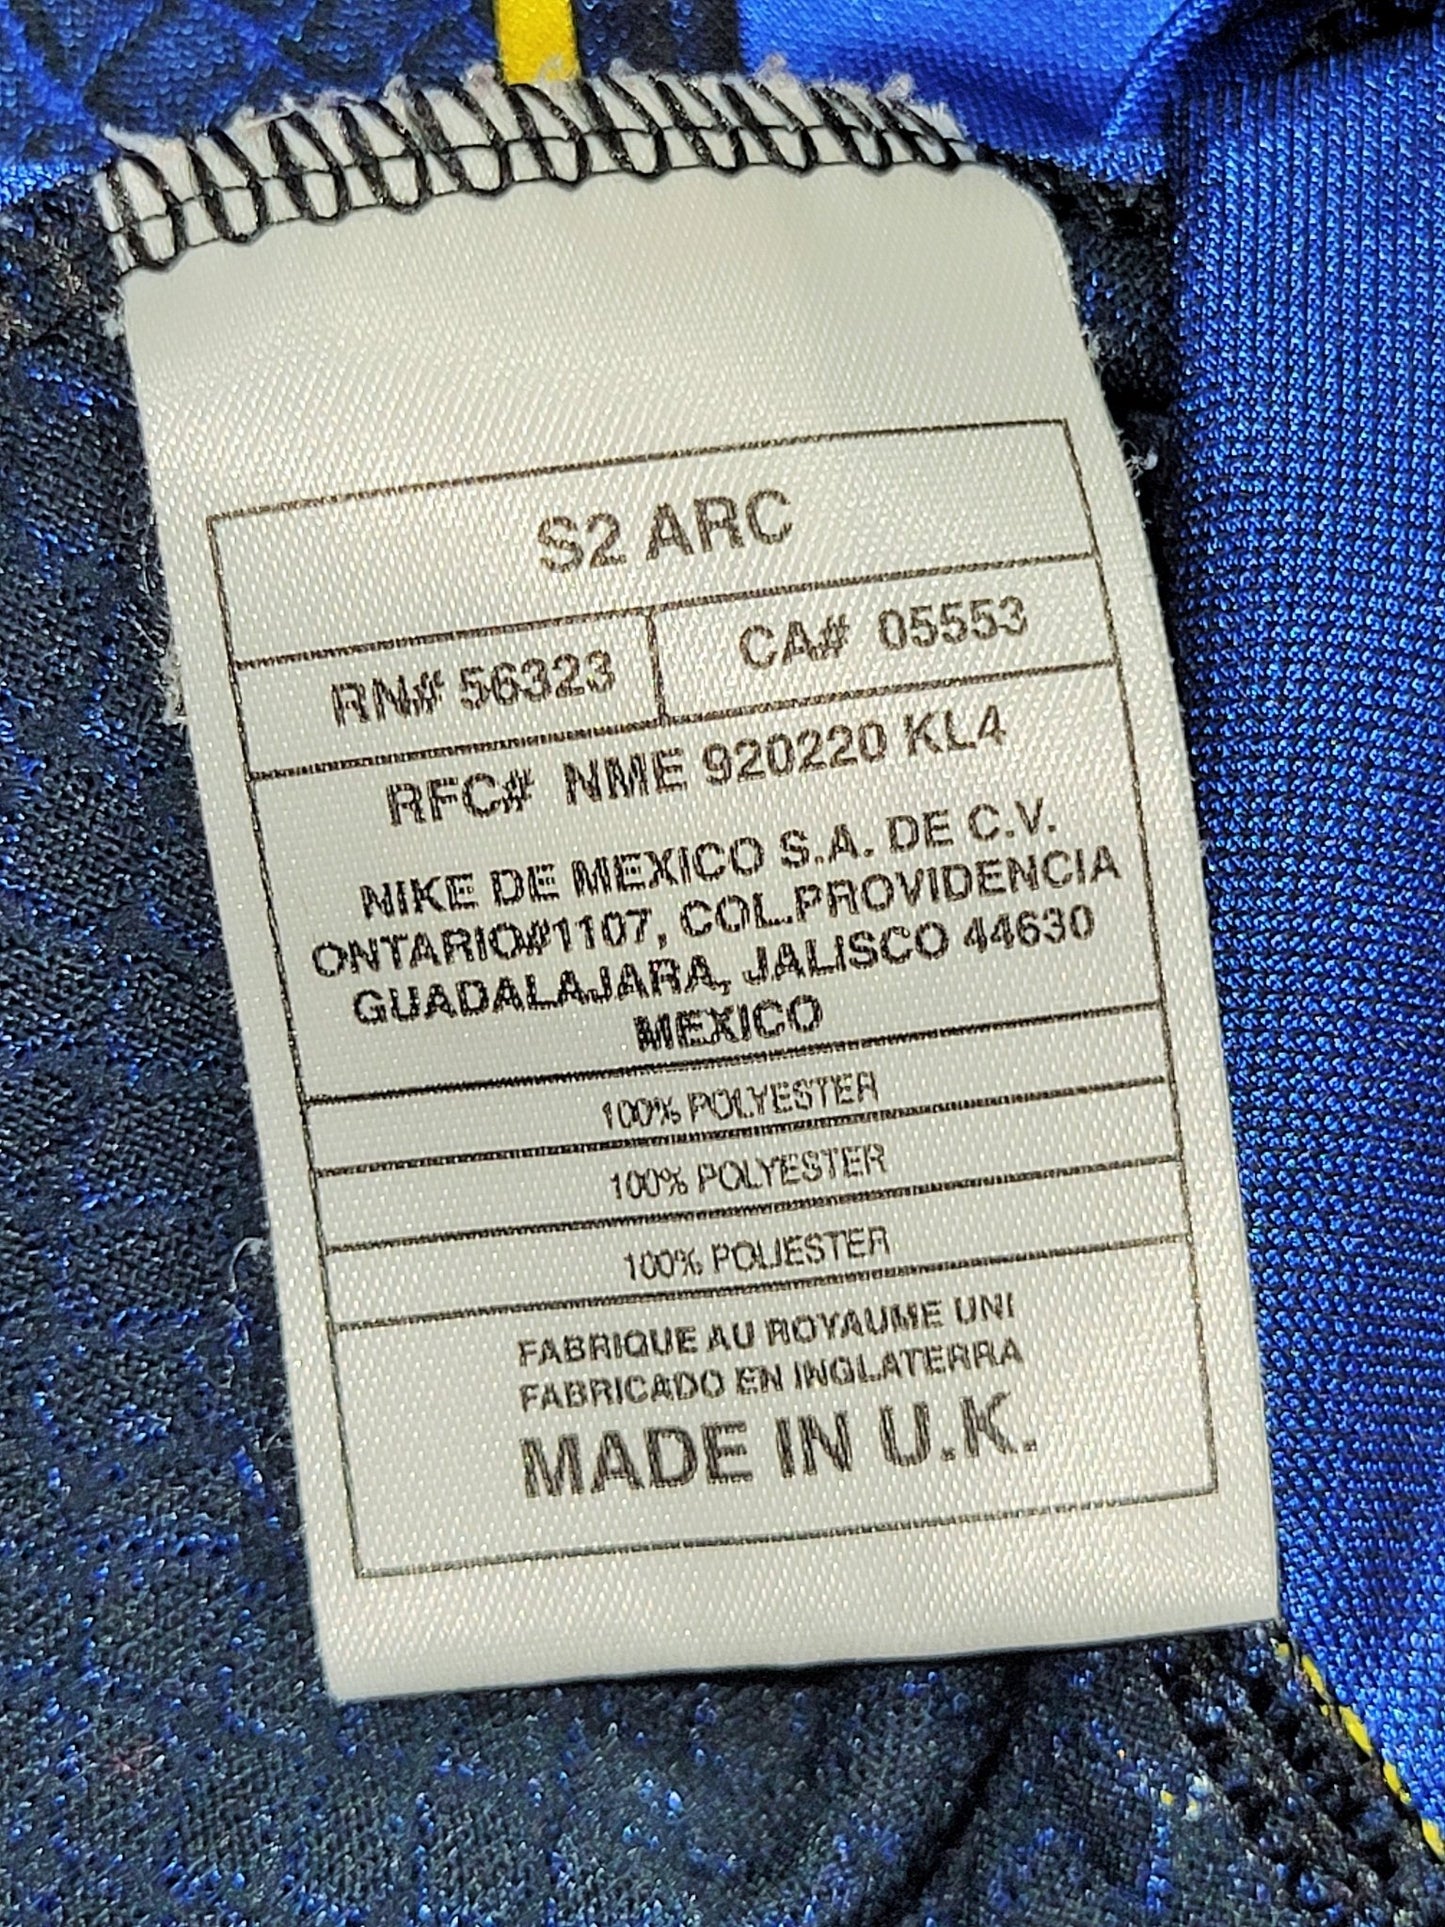 S2 ARC
RN# 56323
CA# 05553
RFC# NME 920220 KL4
NIKE DE MEXICO S.A. DE C.V.
ONTARIO#1107, COL.PROVIDENCIA
GUADALAJARA, JALISCO 44630
MEXICO
100% POLYESTER
100% POLYESTER
100% POLIESTER
FABRIQUE AU ROYAUME UNI
FABRICADO EN INGLATERRA
MADE IN U.K.